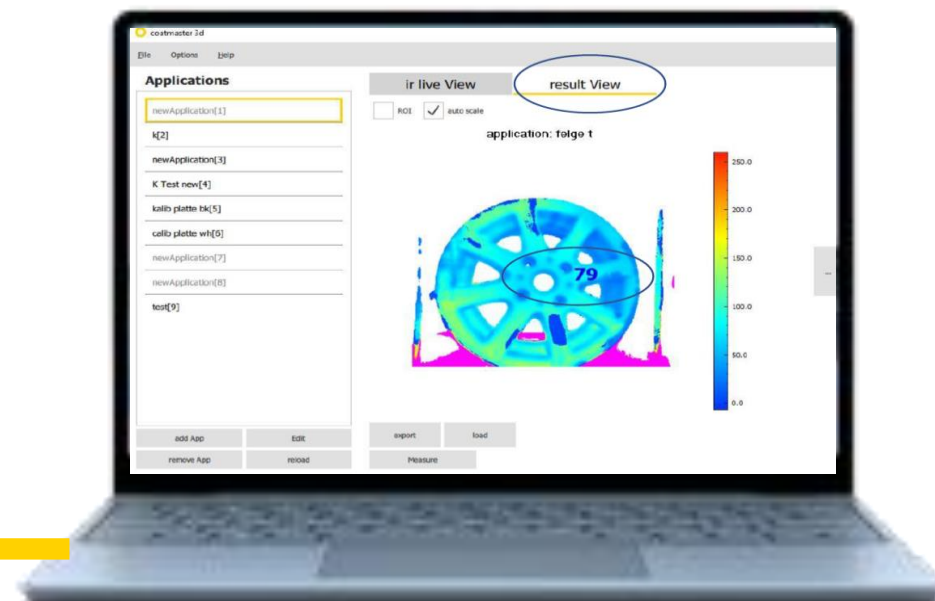 coatmaster 3d
File Options Help
Applications
newApplication[1]
k[2]
newApplication[3]
K Test new[4]
kalib platte bk[5]
calib platte wh[6]
newApplication[7]
newApplication[8]
test[9]
add App Edit
remove App reload
ir live View result View
ROI auto scale
application: felge 1
79
250.0
200.0
150.0
100.0
50.0
0.0
export load
Measure